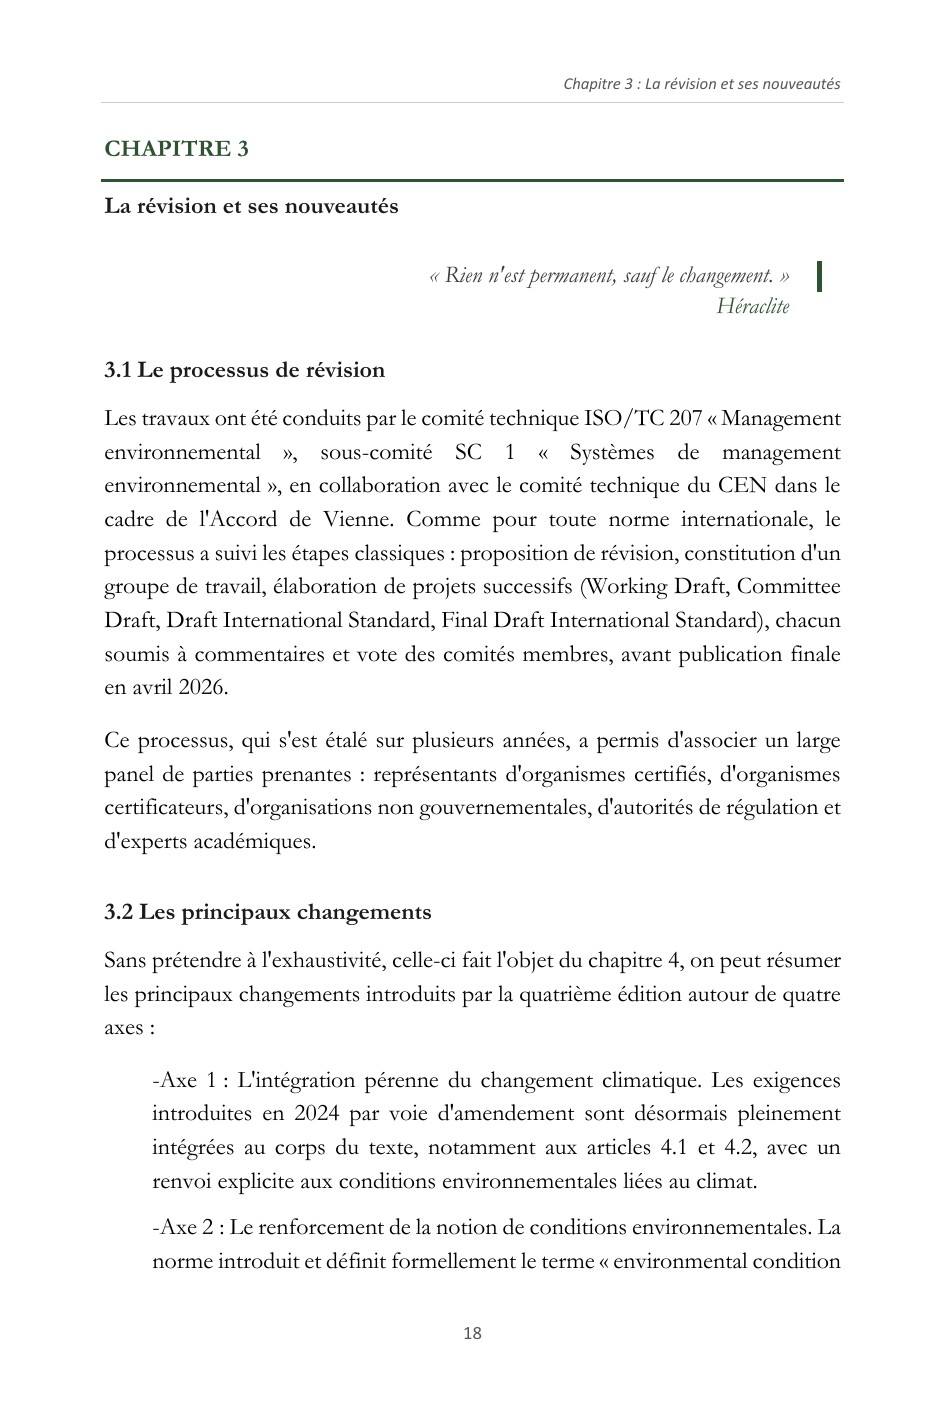 Chapitre 3 : La révision et ses nouveautés
CHAPITRE 3
La révision et ses nouveautés
« Rien n'est permanent, sauf le changement. »
Héraclite
3.1 Le processus de révision
Les travaux ont été conduits par le comité technique ISO/TC 207 « Management
environnemental », sous-comité SC 1 « Systèmes de management
environnemental », en collaboration avec le comité technique du CEN dans le
cadre de l'Accord de Vienne. Comme pour toute norme internationale, le
processus a suivi les étapes classiques : proposition de révision, constitution d'un
groupe de travail, élaboration de projets successifs (Working Draft, Committee
Draft, Draft International Standard, Final Draft International Standard), chacun
soumis à commentaires et vote des comités membres, avant publication finale
en avril 2026.
Ce processus, qui s'est étalé sur plusieurs années, a permis d'associer un large
panel de parties prenantes : représentants d'organismes certifiés, d'organismes
certificateurs, d'organisations non gouvernementales, d'autorités de régulation et
d'experts académiques.
3.2 Les principaux changements
Sans prétendre à l'exhaustivité, celle-ci fait l'objet du chapitre 4, on peut résumer
les principaux changements introduits par la quatrième édition autour de quatre
axes :
-Axe 1 : L'intégration pérenne du changement climatique. Les exigences
introduites en 2024 par voie d'amendement sont désormais pleinement
intégrées au corps du texte, notamment aux articles 4.1 et 4.2, avec un
renvoi explicite aux conditions environnementales liées au climat.
-Axe 2 : Le renforcement de la notion de conditions environnementales. La
norme introduit et définit formellement le terme « environmental condition
18